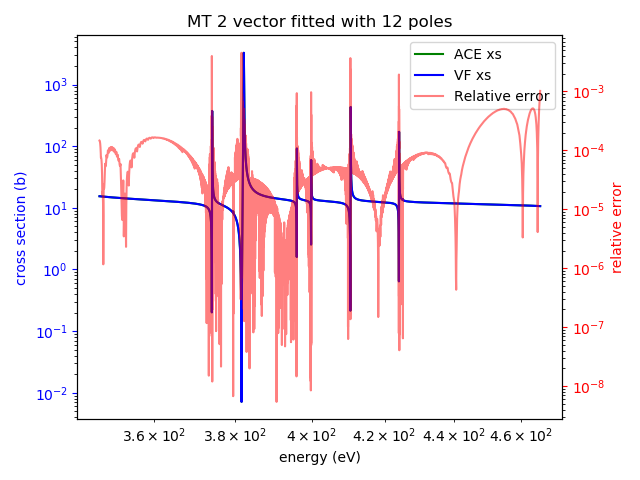 MT 2 vector fitted with 12 poles
ACE xs
VF xs
Relative error
cross section (b)
10³
10²
10¹
10⁰
10⁻¹
10⁻²
relative error
10⁻³
10⁻⁴
10⁻⁵
10⁻⁶
10⁻⁷
10⁻⁸
3.6 × 10² 3.8 × 10² 4 × 10² 4.2 × 10² 4.4 × 10² 4.6 × 10²
energy (eV)